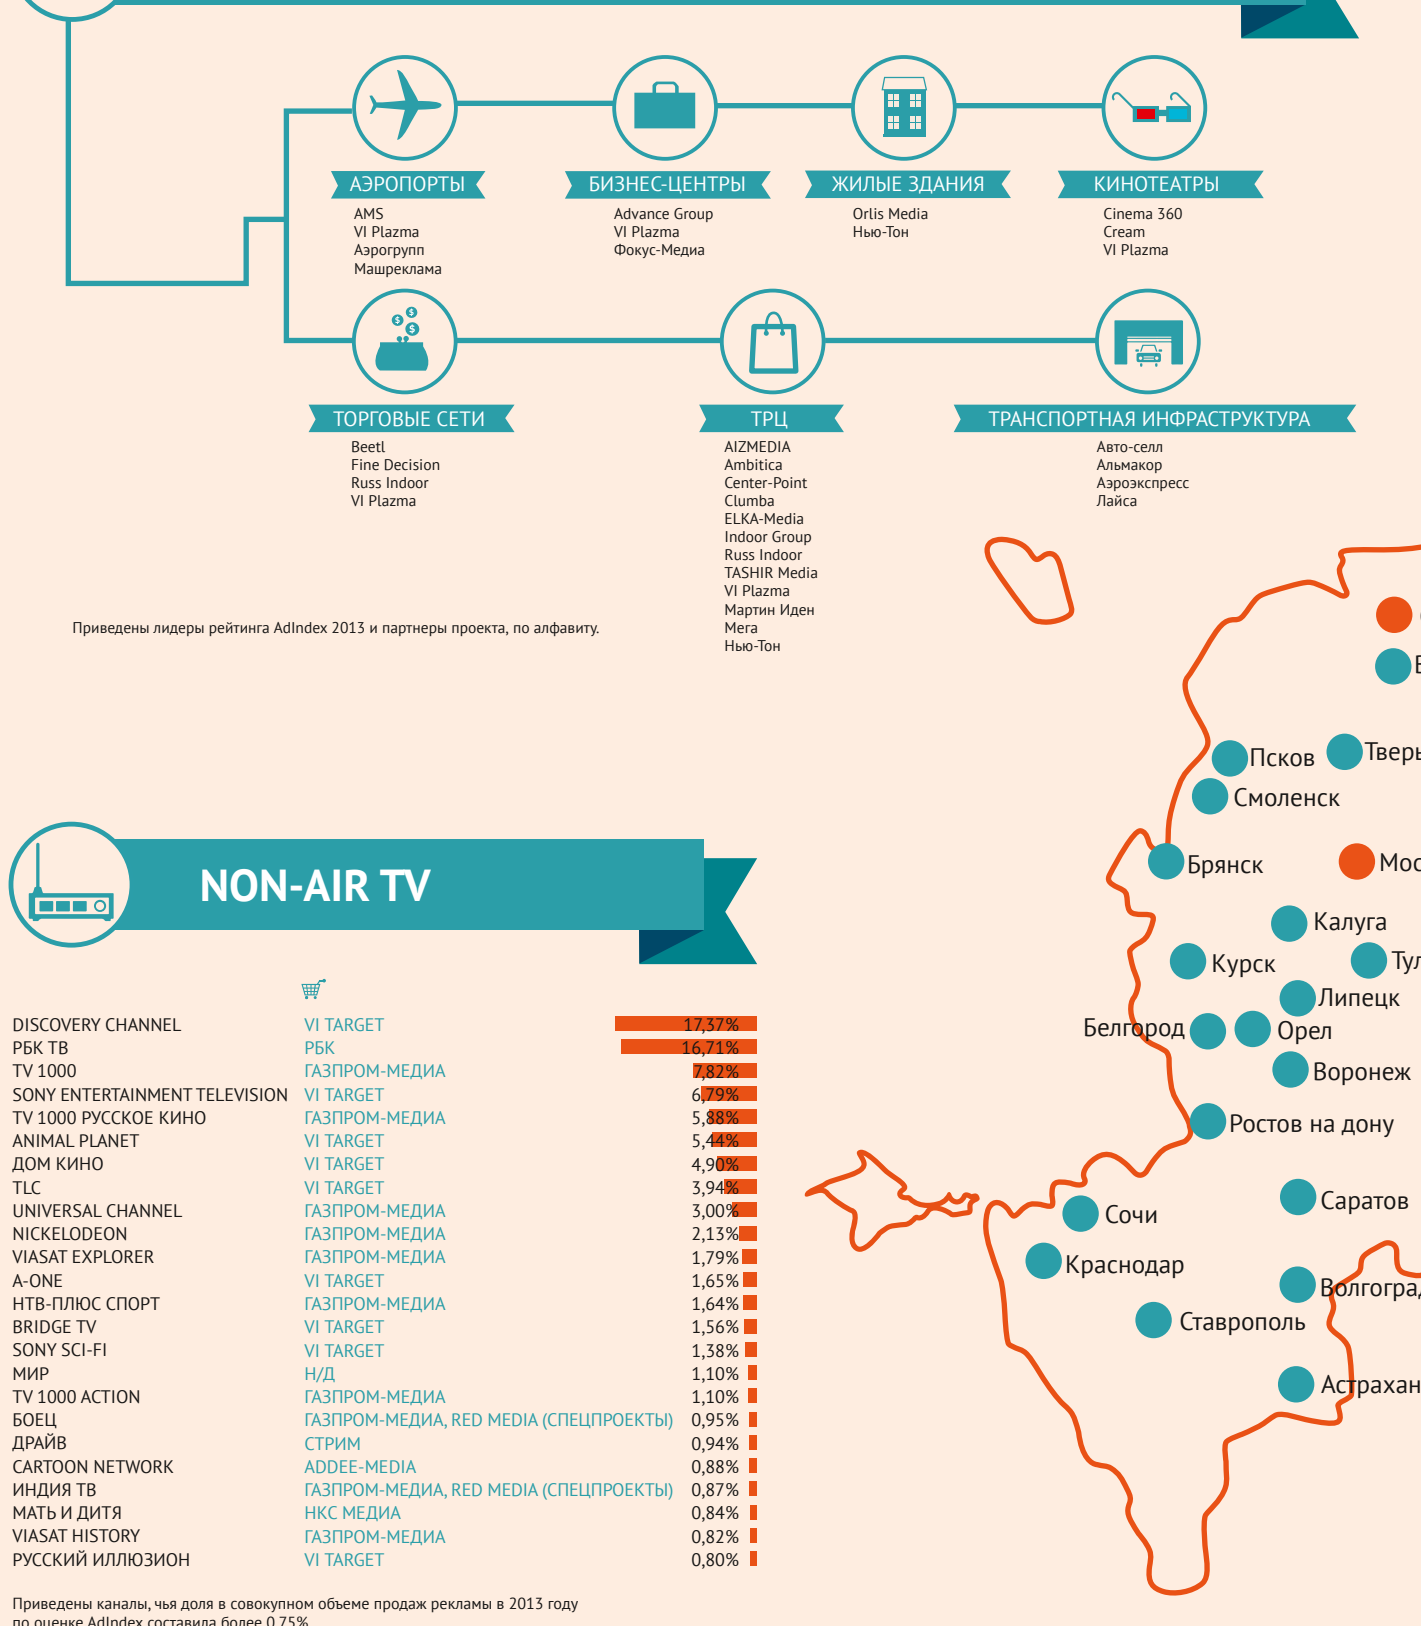 АЭРОПОРТЫ
AMS
VI Plazma
Аэрогрупп
Машреклама
БИЗНЕС-ЦЕНТРЫ
Advance Group
VI Plazma
Фокус-Медиа
ЖИЛЫЕ ЗДАНИЯ
Orlis Media
Нью-Тон
КИНОТЕАТРЫ
Cinema 360
Cream
VI Plazma
ТОРГОВЫЕ СЕТИ
Beetl
Fine Decision
Russ Indoor
VI Plazma
ТРЦ
AIZMEDIA
Ambitica
Center-Point
Clumba
ELKA-Media
Indoor Group
Russ Indoor
TASHIR Media
VI Plazma
Мартин Иден
Мега
Нью-Тон
ТРАНСПОРТНАЯ ИНФРАСТРУКТУРА
Авто-селл
Альмакор
Аэроэкспресс
Лайса
Приведены лидеры рейтинга AdIndex 2013 и партнеры проекта, по алфавиту.
NON-AIR TV
DISCOVERY CHANNEL VI TARGET 17,37%
РБК ТВ РБК 16,71%
TV 1000 ГАЗПРОМ-МЕДИА 7,82%
SONY ENTERTAINMENT TELEVISION VI TARGET 6,79%
TV 1000 РУССКОЕ КИНО ГАЗПРОМ-МЕДИА 5,88%
ANIMAL PLANET VI TARGET 5,44%
ДОМ КИНО VI TARGET 4,90%
TLC VI TARGET 3,94%
UNIVERSAL CHANNEL ГАЗПРОМ-МЕДИА 3,00%
NICKELODEON ГАЗПРОМ-МЕДИА 2,13%
VIASAT EXPLORER ГАЗПРОМ-МЕДИА 1,79%
A-ONE VI TARGET 1,65%
НТВ-ПЛЮС СПОРТ ГАЗПРОМ-МЕДИА 1,64%
BRIDGE TV VI TARGET 1,56%
SONY SCI-FI VI TARGET 1,38%
МИР Н/Д 1,10%
TV 1000 ACTION ГАЗПРОМ-МЕДИА 1,10%
БОЕЦ ГАЗПРОМ-МЕДИА, RED MEDIA (СПЕЦПРОЕКТЫ) 0,95%
ДРАЙВ СТРИМ 0,94%
CARTOON NETWORK ADDEE-MEDIA 0,88%
ИНДИЯ ТВ ГАЗПРОМ-МЕДИА, RED MEDIA (СПЕЦПРОЕКТЫ) 0,87%
МАТЬ И ДИТЯ НКС МЕДИА 0,84%
VIASAT HISTORY ГАЗПРОМ-МЕДИА 0,82%
РУССКИЙ ИЛЛЮЗИОН VI TARGET 0,80%
Приведены каналы, чья доля в совокупном объеме продаж рекламы в 2013 году
по оценке AdIndex составила более 0,75%
Псков
Тверь
Смоленск
Брянск
Мос
Калуга
Курск
Тул
Липецк
Белгород
Орел
Воронеж
Ростов на дону
Саратов
Сочи
Краснодар
Волгоград
Ставрополь
Астрахан